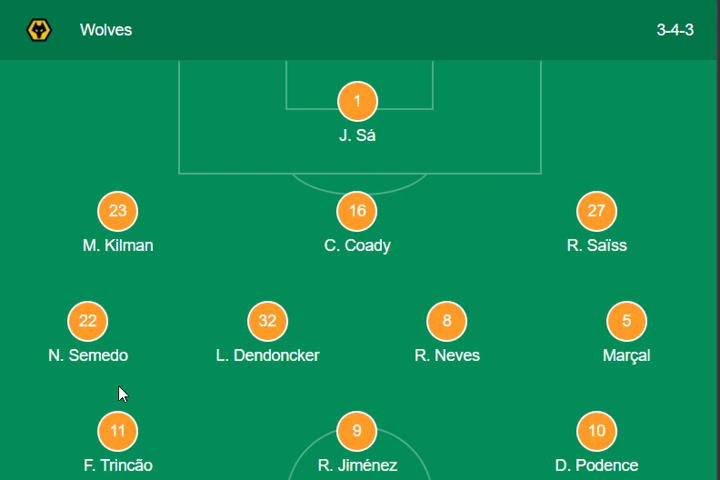 Wolves 3-4-3
1
J. Sá
23 16 27
M. Kilman C. Coady R. Saïss
22 32 8 5
N. Semedo L. Dendoncker R. Neves Marçal
11 9 10
F. Trincão R. Jiménez D. Podence